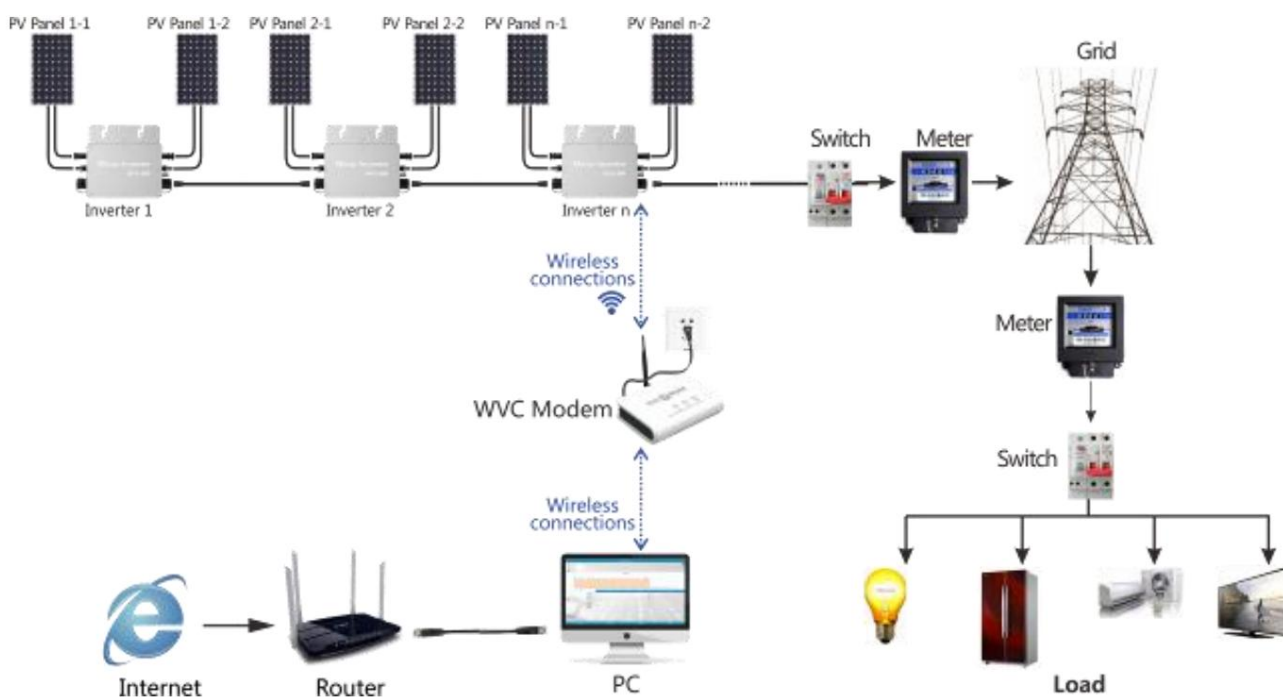 PV Panel 1-1
PV Panel 1-2
PV Panel 2-1
PV Panel 2-2
PV Panel n-1
PV Panel n-2
Grid
Switch
Meter
Inverter 1
Inverter 2
Inverter n
Wireless
connections
Meter
WVC Modem
Switch
Wireless
connections
Internet
Router
PC
Load